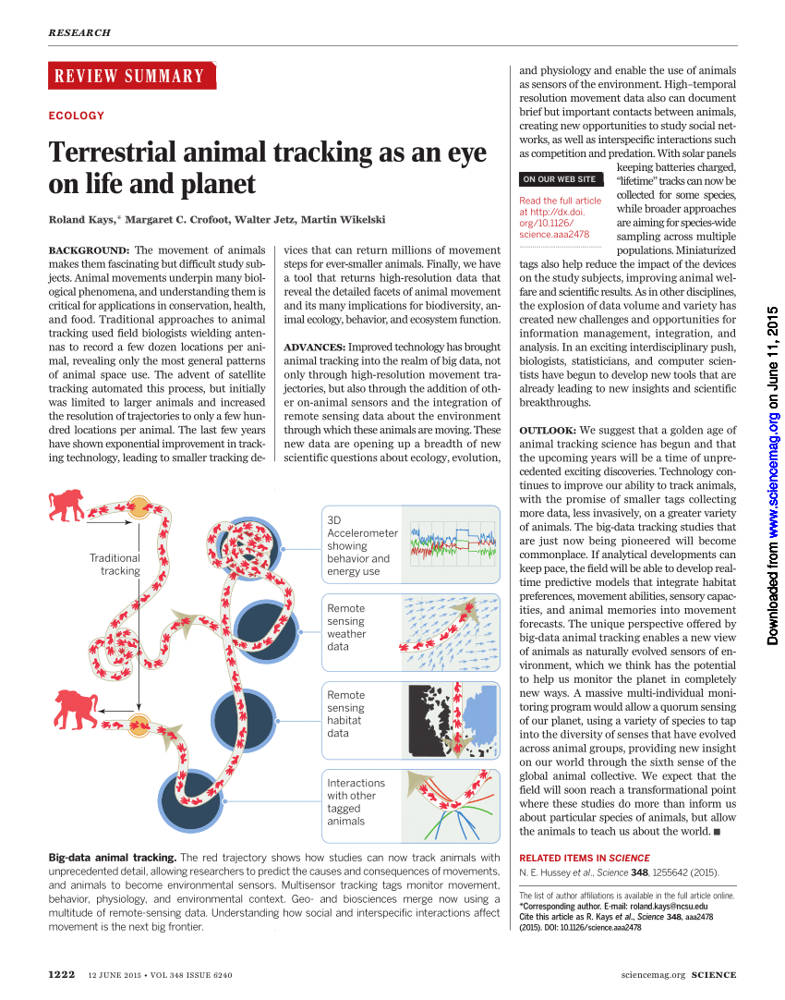 RESEARCH
REVIEW SUMMARY
ECOLOGY
Terrestrial animal tracking as an eye
on life and planet
Roland Kays,* Margaret C. Crofoot, Walter Jetz, Martin Wikelski
BACKGROUND: The movement of animals
makes them fascinating but difficult study sub-
jects. Animal movements underpin many biol-
ogical phenomena, and understanding them is
critical for applications in conservation, health,
and food. Traditional approaches to animal
tracking used field biologists wielding anten-
nas to record a few dozen locations per ani-
mal, revealing only the most general patterns
of animal space use. The advent of satellite
tracking automated this process, but initially
was limited to larger animals and increased
the resolution of trajectories to only a few hun-
dred locations per animal. The last few years
have shown exponential improvement in track-
ing technology, leading to smaller tracking de-
vices that can return millions of movement
steps for ever-smaller animals. Finally, we have
a tool that returns high-resolution data that
reveal the detailed facets of animal movement
and its many implications for biodiversity, an-
imal ecology, behavior, and ecosystem function.
ADVANCES: Improved technology has brought
animal tracking into the realm of big data, not
only through high-resolution movement tra-
jectories, but also through the addition of oth-
er on-animal sensors and the integration of
remote sensing data about the environment
through which these animals are moving. These
new data are opening up a breadth of new
scientific questions about ecology, evolution,
and physiology and enable the use of animals
as sensors of the environment. High–temporal
resolution movement data also can document
brief but important contacts between animals,
creating new opportunities to study social net-
works, as well as interspecific interactions such
as competition and predation. With solar panels
keeping batteries charged,
"lifetime" tracks can now be
collected for some species,
while broader approaches
are aiming for species-wide
sampling across multiple
populations. Miniaturized
tags also help reduce the impact of the devices
on the study subjects, improving animal wel-
fare and scientific results. As in other disciplines,
the explosion of data volume and variety has
created new challenges and opportunities for
information management, integration, and
analysis. In an exciting interdisciplinary push,
biologists, statisticians, and computer scien-
tists have begun to develop new tools that are
already leading to new insights and scientific
breakthroughs.
ON OUR WEB SITE
Read the full article
at http://dx.doi.
org/10.1126/
science.aaa2478
OUTLOOK: We suggest that a golden age of
animal tracking science has begun and that
the upcoming years will be a time of unpre-
cedented exciting discoveries. Technology con-
tinues to improve our ability to track animals,
with the promise of smaller tags collecting
more data, less invasively, on a greater variety
of animals. The big-data tracking studies that
are just now being pioneered will become
commonplace. If analytical developments can
keep pace, the field will be able to develop real-
time predictive models that integrate habitat
preferences, movement abilities, sensory capac-
ities, and animal memories into movement
forecasts. The unique perspective offered by
big-data animal tracking enables a new view
of animals as naturally evolved sensors of en-
vironment, which we think has the potential
to help us monitor the planet in completely
new ways. A massive multi-individual moni-
toring program would allow a quorum sensing
of our planet, using a variety of species to tap
into the diversity of senses that have evolved
across animal groups, providing new insight
on our world through the sixth sense of the
global animal collective. We expect that the
field will soon reach a transformational point
where these studies do more than inform us
about particular species of animals, but allow
the animals to teach us about the world. ■
Traditional
tracking
3D
Accelerometer
showing
behavior and
energy use
Remote
sensing
weather
data
Remote
sensing
habitat
data
Interactions
with other
tagged
animals
Big-data animal tracking. The red trajectory shows how studies can now track animals with
unprecedented detail, allowing researchers to predict the causes and consequences of movements,
and animals to become environmental sensors. Multisensor tracking tags monitor movement,
behavior, physiology, and environmental context. Geo- and biosciences merge now using a
multitude of remote-sensing data. Understanding how social and interspecific interactions affect
movement is the next big frontier.
RELATED ITEMS IN SCIENCE
N. E. Hussey et al., Science 348, 1255642 (2015).
The list of author affiliations is available in the full article online.
*Corresponding author. E-mail: roland.kays@ncsu.edu
Cite this article as R. Kays et al., Science 348, aaa2478
(2015). DOI: 10.1126/science.aaa2478
1222 12 JUNE 2015 • VOL 348 ISSUE 6240
sciencemag.org SCIENCE
Downloaded from www.sciencemag.org on June 11, 2015